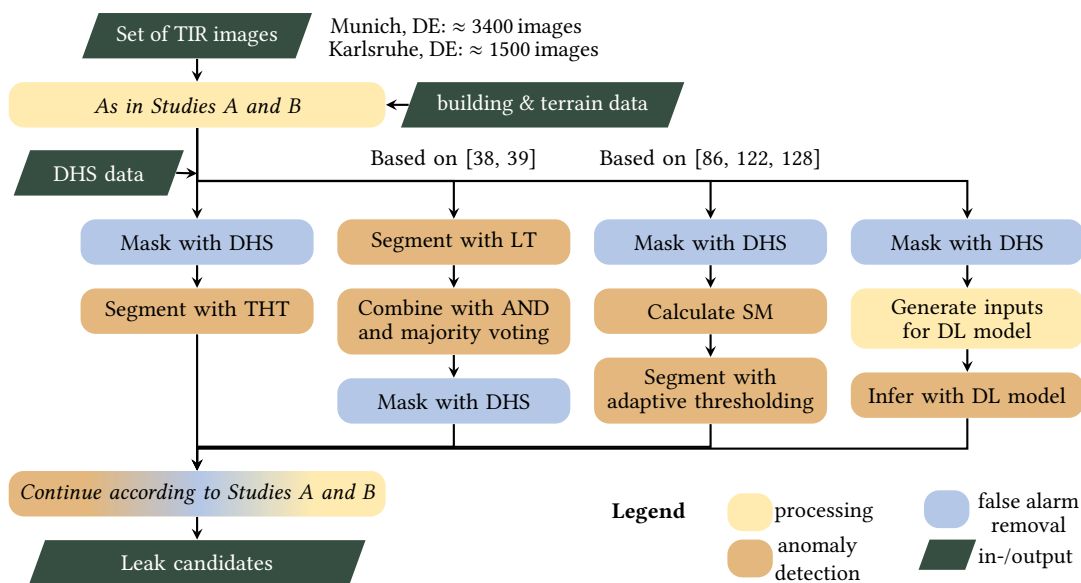 Set of TIR images
Munich, DE: ≈ 3400 images
Karlsruhe, DE: ≈ 1500 images
As in Studies A and B
building & terrain data
DHS data
Based on [38, 39]
Based on [86, 122, 128]
Mask with DHS
Segment with THT
Segment with LT
Combine with AND
and majority voting
Mask with DHS
Mask with DHS
Calculate SM
Segment with
adaptive thresholding
Mask with DHS
Generate inputs
for DL model
Infer with DL model
Continue according to Studies A and B
Leak candidates
Legend
processing
anomaly
detection
false alarm
removal
in-/output